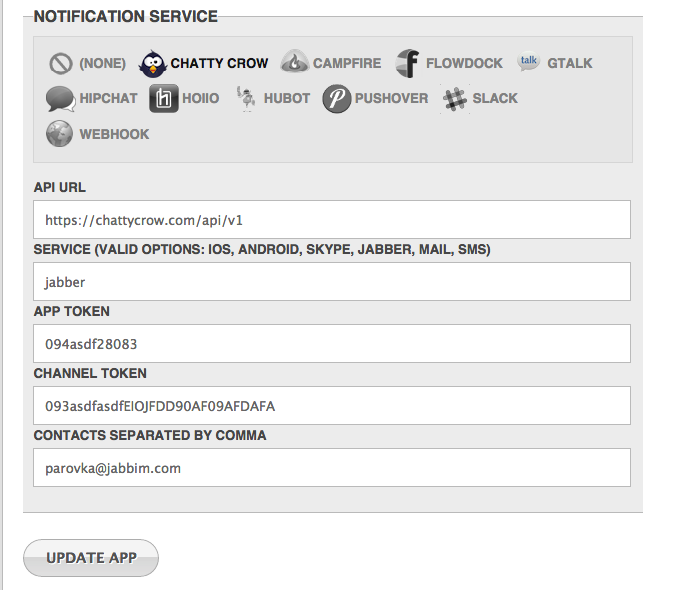 NOTIFICATION SERVICE
(NONE) CHATTY CROW CAMPFIRE FLOWDOCK talk GTALK
HIPCHAT HOIIO HUBOT PUSHOVER SLACK
WEBHOOK
API URL
https://chattycrow.com/api/v1
SERVICE (VALID OPTIONS: IOS, ANDROID, SKYPE, JABBER, MAIL, SMS)
jabber
APP TOKEN
094asdf28083
CHANNEL TOKEN
093asdfasdfEIOJFDD90AF09AFDAFA
CONTACTS SEPARATED BY COMMA
parovka@jabbim.com
UPDATE APP